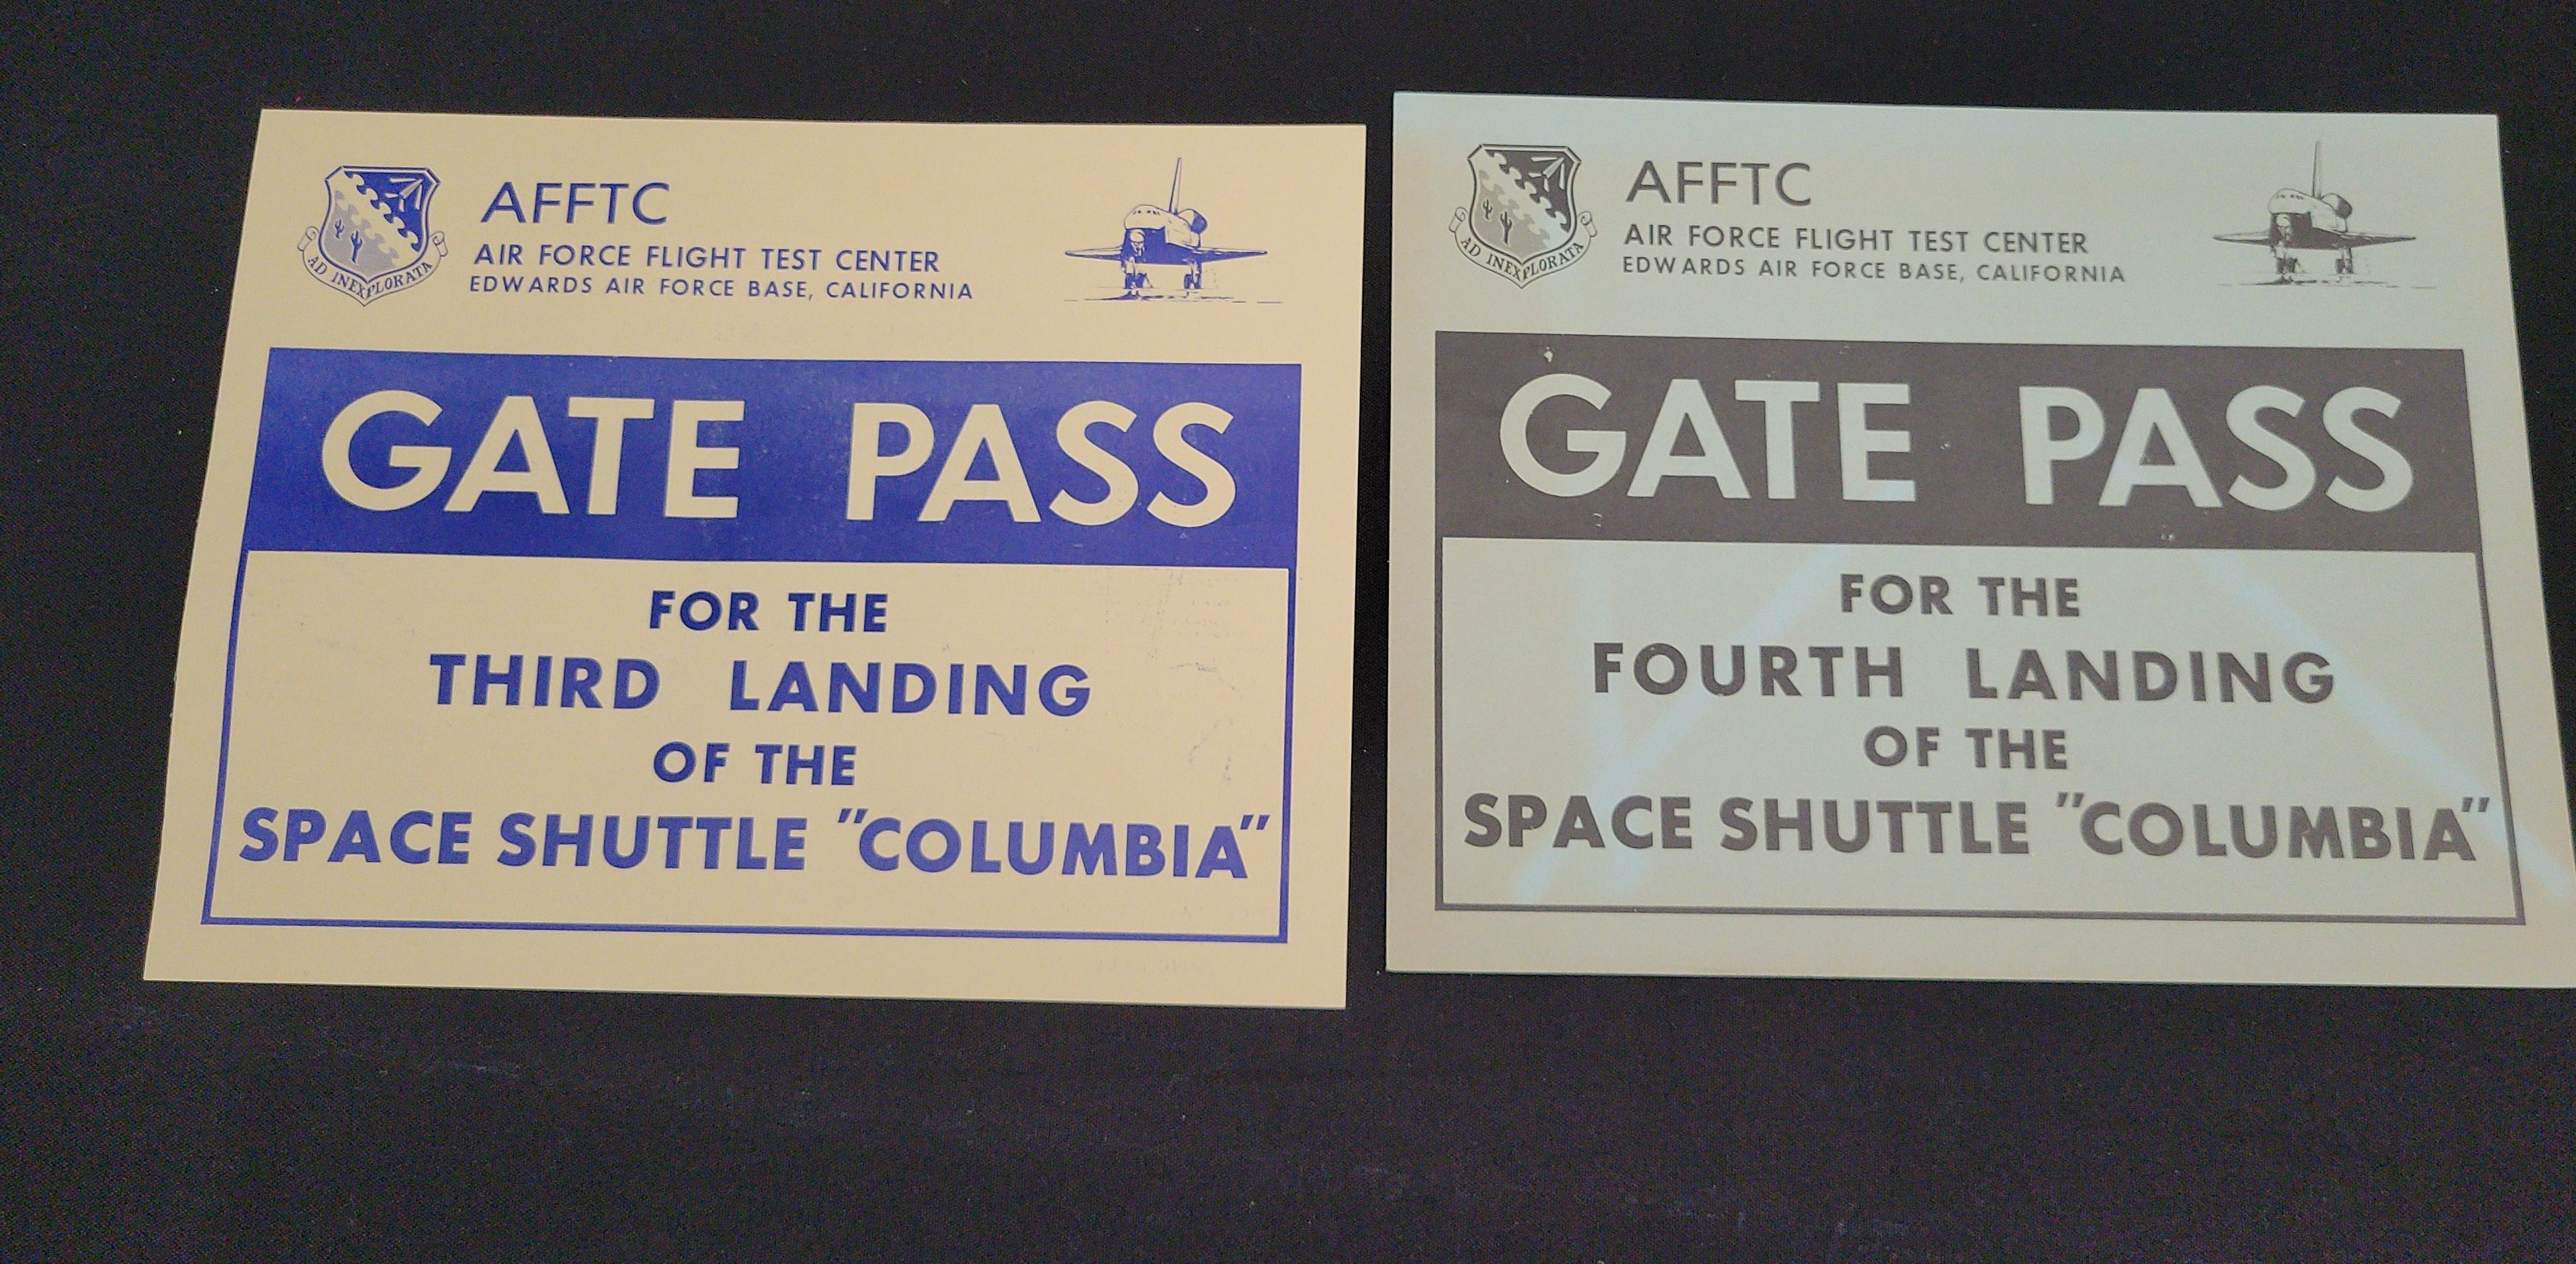 AFFTC
AIR FORCE FLIGHT TEST CENTER
EDWARDS AIR FORCE BASE, CALIFORNIA
AD INEXPLORATA
GATE PASS
FOR THE
THIRD LANDING
OF THE
SPACE SHUTTLE "COLUMBIA"
AFFTC
AIR FORCE FLIGHT TEST CENTER
EDWARDS AIR FORCE BASE, CALIFORNIA
AD INEXPLORATA
GATE PASS
FOR THE
FOURTH LANDING
OF THE
SPACE SHUTTLE "COLUMBIA"